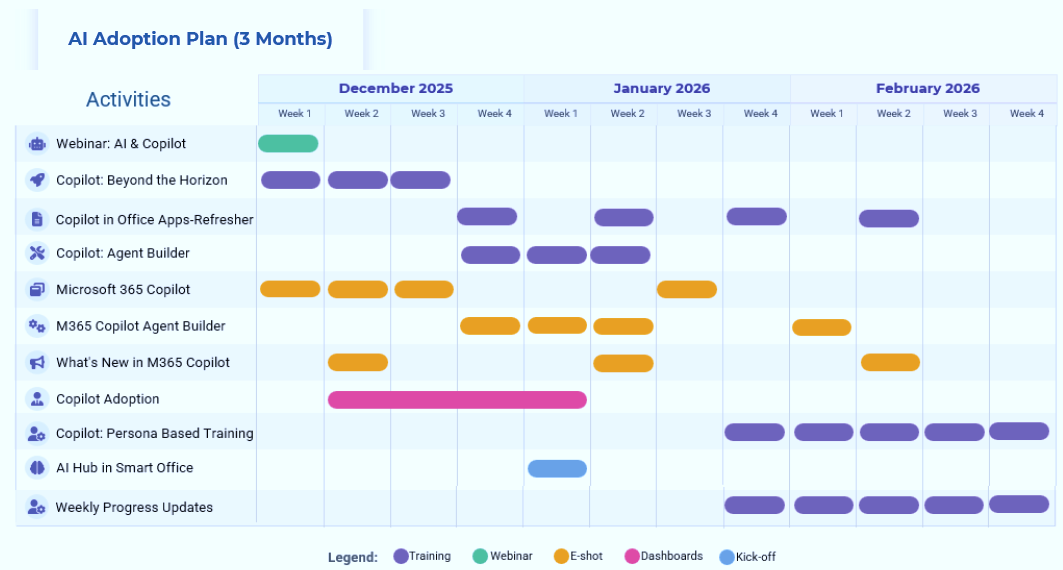 AI Adoption Plan (3 Months)
Activities
December 2025
January 2026
February 2026
Week 1 Week 2 Week 3 Week 4 Week 1 Week 2 Week 3 Week 4 Week 1 Week 2 Week 3 Week 4
Webinar: AI & Copilot
Copilot: Beyond the Horizon
Copilot in Office Apps-Refresher
Copilot: Agent Builder
Microsoft 365 Copilot
M365 Copilot Agent Builder
What's New in M365 Copilot
Copilot Adoption
Copilot: Persona Based Training
AI Hub in Smart Office
Weekly Progress Updates
Legend: Training Webinar E-shot Dashboards Kick-off